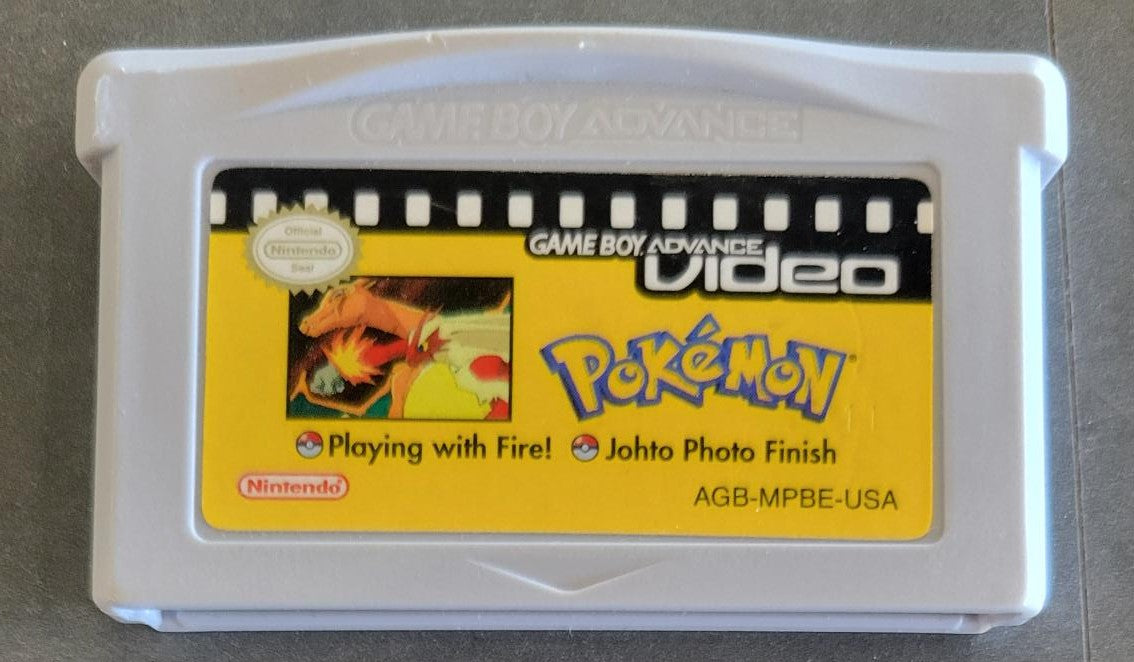 GAME BOY ADVANCE
Official
Nintendo
Seal
GAME BOY ADVANCE
video
POKéMON
Playing with Fire! Johto Photo Finish
Nintendo®
AGB-MPBE-USA